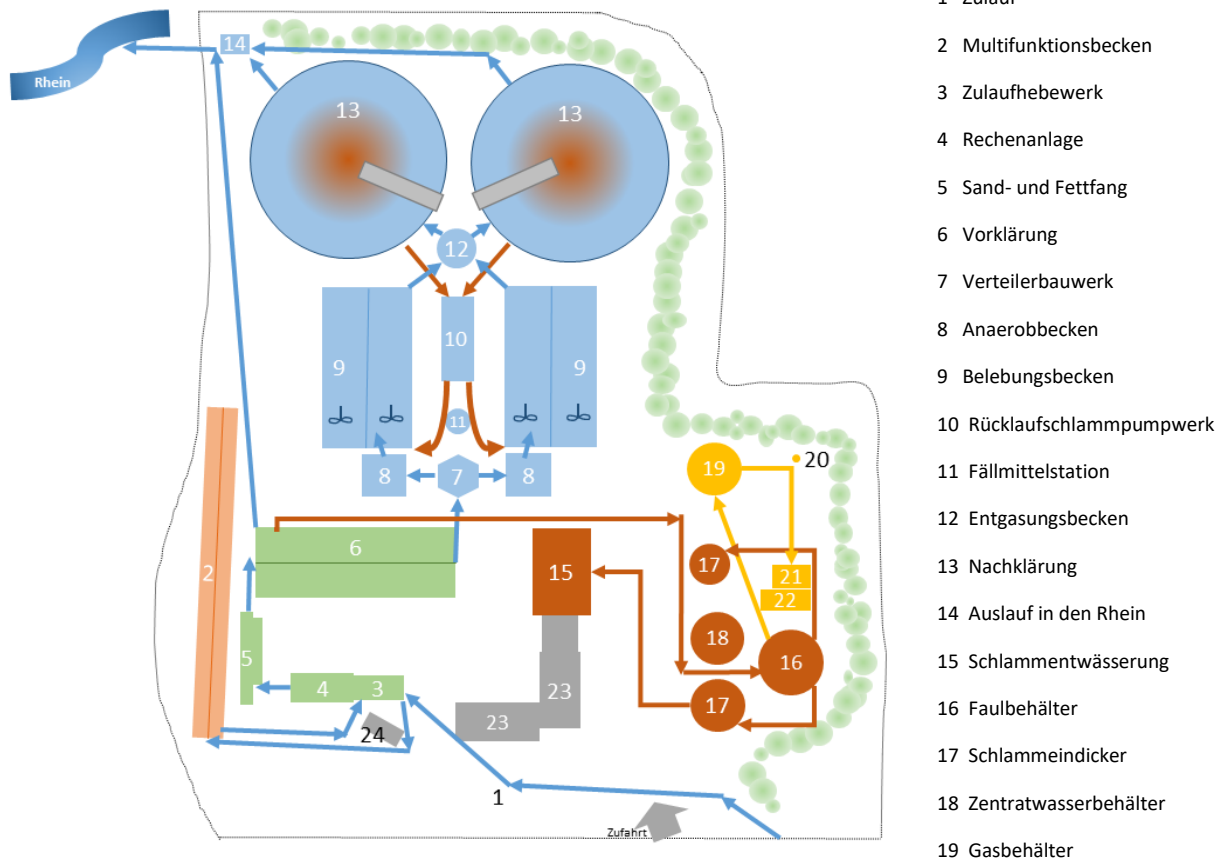 1 Zulauf
14
Rhein
13
13
2 Multifunktionsbecken
3 Zulaufhebewerk
4 Rechenanlage
5 Sand- und Fettfang
6 Vorklärung
12
7 Verteilerbauwerk
8 Anaerobbecken
10
9
9
9 Belebungsbecken
11
10 Rücklaufschlammpumpwerk
8
7
8
19
20
11 Fällmittelstation
12 Entgasungsbecken
6
2
15
17
21
22
13 Nachklärung
14 Auslauf in den Rhein
5
18
16
15 Schlammentwässerung
4
3
23
17
16 Faulbehälter
23
24
17 Schlammeindicker
1
18 Zentratwasserbehälter
Zufahrt
19 Gasbehälter